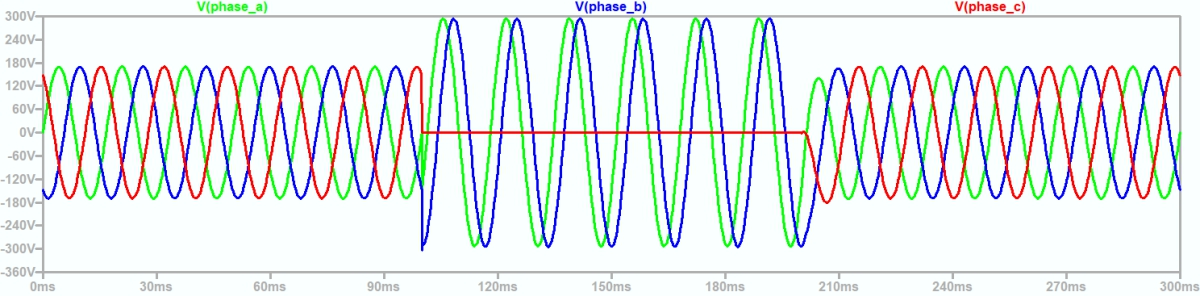 V(phase_a) V(phase_b) V(phase_c)
300V
240V
180V
120V
60V
0V
-60V
-120V
-180V
-240V
-300V
-360V
0ms 30ms 60ms 90ms 120ms 150ms 180ms 210ms 240ms 270ms 300ms